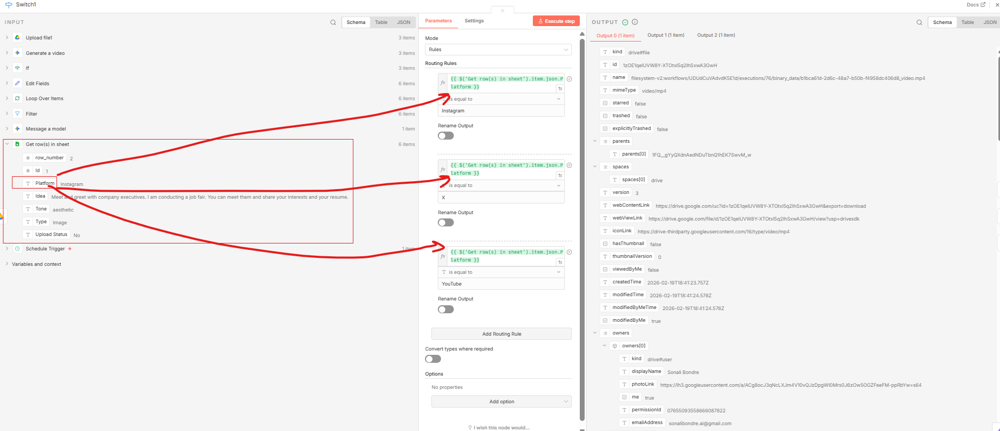 Switch1
Docs
INPUT
Schema
Table
JSON
Upload file1
3 items
Generate a video
3 items
If
3 items
Edit Fields
6 items
Loop Over Items
6 items
Filter
6 items
Message a model
1 item
Get row(s) in sheet
6 items
# row_number 2
# Id 1
T Platform Instagram
T Idea Meet and greet with company executives. I am conducting a job fair. You can meet them and share your interests and your resume.
T Tone aesthetic
T Type Image
T Upload Status No
Schedule Trigger
1 item
Variables and context
Parameters
Settings
Execute step
Mode
Rules
Routing Rules
fx {{ $('Get row(s) in sheet').item.json.P
latform }}
T is equal to
Instagram
Rename Output
fx {{ $('Get row(s) in sheet').item.json.P
latform }}
is equal to
X
Rename Output
fx {{ $('Get row(s) in sheet').item.json.P
latform }}
T is equal to
YouTube
Rename Output
Add Routing Rule
Convert types where required
Options
No properties
Add option
I wish this node would...
OUTPUT
Schema
Table
JSON
Output 0 (1 item)
Output 1 (1 item)
Output 2 (1 item)
T kind drive#file
T id 1zOE1qeIUVW8Y-XTOtxI5q2IhSxwA3GwH
T name filesystem-v2:workflows/UDUdCuVAdvdK5E1d/executions/76/binary_data/b1bca61d-2d6c-48a7-b50b-f4958dc406d8_video.mp4
T mimeType video/mp4
starred false
trashed false
explicitlyTrashed false
parents
T parents[0] 1FQ__gYyQXdnAedNDuTbnQ1hEK7SwvM_w
spaces
T spaces[0] drive
T version 3
T webContentLink https://drive.google.com/uc?id=1zOE1qeIUVW8Y-XTOtxI5q2IhSxwA3GwH&export=download
T webViewLink https://drive.google.com/file/d/1zOE1qeIUVW8Y-XTOtxI5q2IhSxwA3GwH/view?usp=drivesdk
T iconLink https://drive-thirdparty.googleusercontent.com/16/type/video/mp4
hasThumbnail false
T thumbnailVersion 0
viewedByMe false
T createdTime 2026-02-19T18:41:23.757Z
T modifiedTime 2026-02-19T18:41:24.578Z
T modifiedByMeTime 2026-02-19T18:41:24.578Z
modifiedByMe true
owners
owners[0]
T kind drive#user
T displayName Sonali Bondre
T photoLink https://lh3.googleusercontent.com/a/ACg8ocJ3qNcLXJm4V10vQJzDpgWI0Mrs0J6zOw5OGZFeeFM-ppRbYw=s64
me true
T permissionId 07655093558666087822
T emailAddress sonalibondre.ai@gmail.com